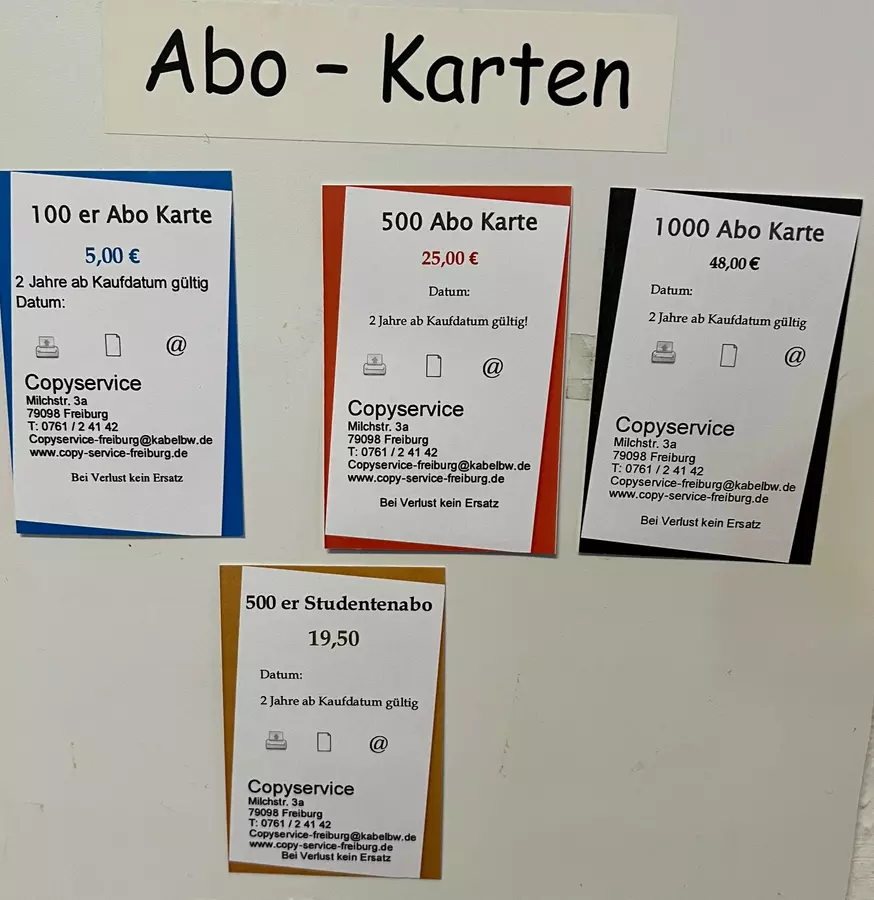 Abo - Karten
100 er Abo Karte
5,00 €
2 Jahre ab Kaufdatum gültig
Datum:
@
Copyservice
Milchstr. 3a
79098 Freiburg
T: 0761 / 2 41 42
Copyservice-freiburg@kabelbw.de
www.copy-service-freiburg.de
Bei Verlust kein Ersatz
500 Abo Karte
25,00 €
Datum:
2 Jahre ab Kaufdatum gültig!
@
Copyservice
Milchstr. 3a
79098 Freiburg
T: 0761 / 2 41 42
Copyservice-freiburg@kabelbw.de
www.copy-service-freiburg.de
Bei Verlust kein Ersatz
1000 Abo Karte
48,00 €
Datum:
2 Jahre ab Kaufdatum gültig
@
Copyservice
Milchstr. 3a
79098 Freiburg
T: 0761 / 2 41 42
Copyservice-freiburg@kabelbw.de
www.copy-service-freiburg.de
Bei Verlust kein Ersatz
500 er Studentenabo
19,50
Datum:
2 Jahre ab Kaufdatum gültig
@
Copyservice
Milchstr. 3a
79098 Freiburg
T: 0761 / 2 41 42
Copyservice-freiburg@kabelbw.de
www.copy-service-freiburg.de
Bei Verlust kein Ersatz